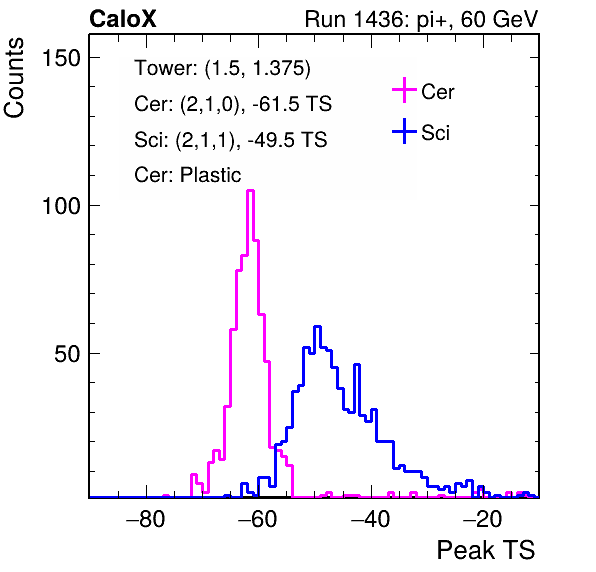 CaloX Run 1436: pi+, 60 GeV
Counts
150
100
50
Tower: (1.5, 1.375)
Cer: (2,1,0), -61.5 TS
Sci: (2,1,1), -49.5 TS
Cer: Plastic
Cer
Sci
−80 −60 −40 −20
Peak TS